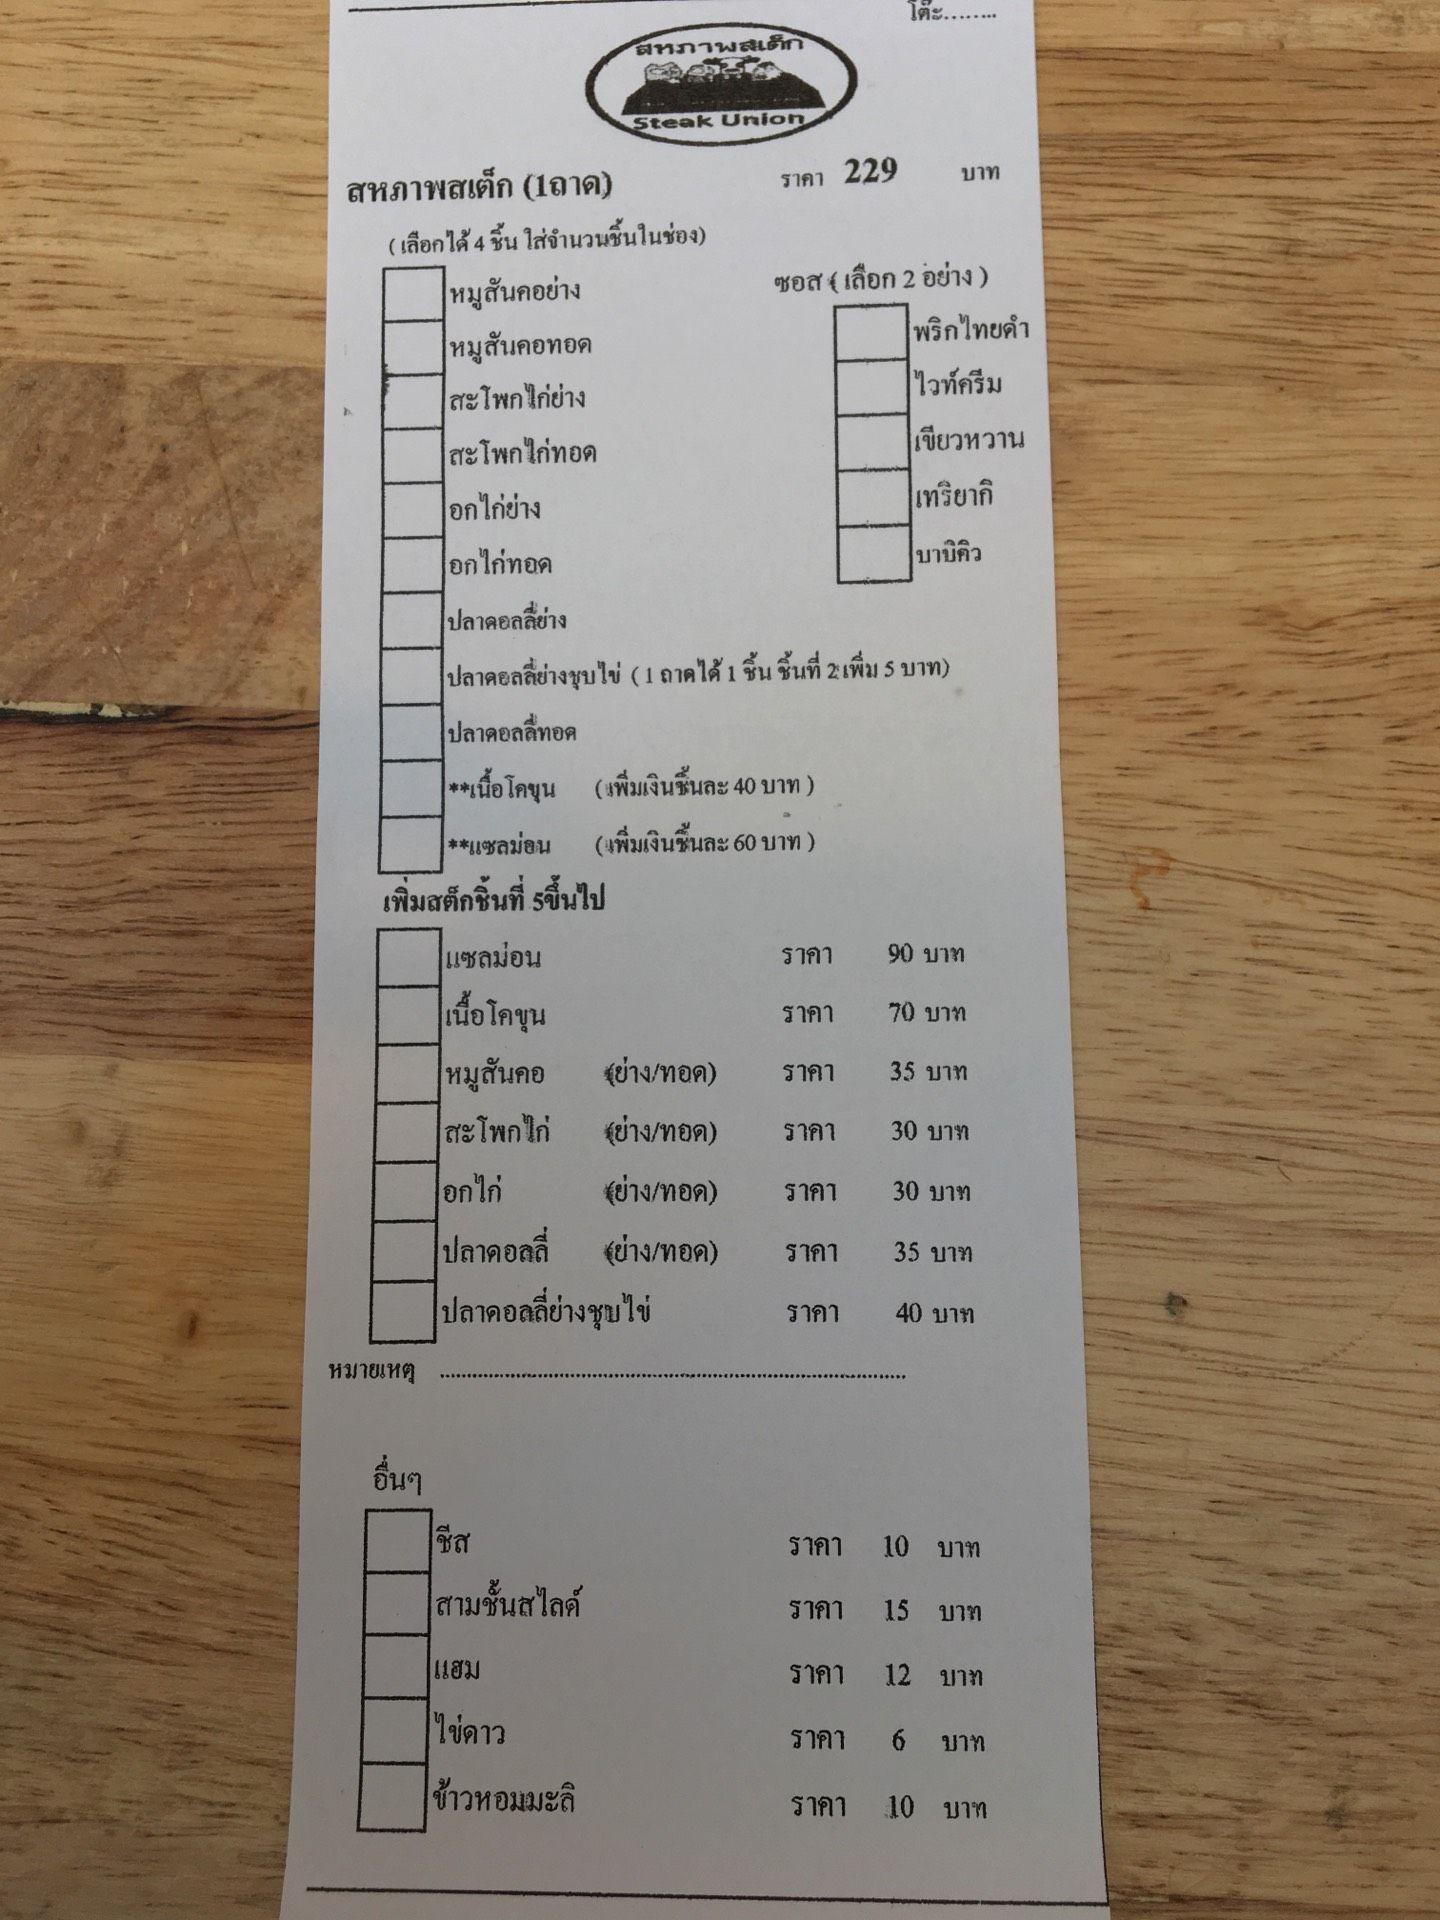 โต๊ะ........
สหภาพสเต็ก
Steak Union
สหภาพสเต็ก (1ถาด) ราคา 229 บาท
( เลือกได้ 4 ชิ้น ใส่จำนวนชิ้นในช่อง)
ซอส ( เลือก 2 อย่าง )
หมูสันคอย่าง
พริกไทยดำ
หมูสันคอทอด
ไวท์ครีม
สะโพกไก่ย่าง
เขียวหวาน
สะโพกไก่ทอด
เทริยากิ
อกไก่ย่าง
บาบิคิว
อกไก่ทอด
ปลาดอลลี่ย่าง
ปลาดอลลี่ย่างชุบไข่ ( 1 ถาดได้ 1 ชิ้น ชิ้นที่ 2 เพิ่ม 5 บาท)
ปลาดอลลี่ทอด
**เนื้อโคขุน (เพิ่มเงินชิ้นละ 40 บาท )
**แซลม่อน (เพิ่มเงินชิ้นละ 60 บาท )
เพิ่มสต็กชิ้นที่ 5ขึ้นไป
แซลม่อน ราคา 90 บาท
เนื้อโคขุน ราคา 70 บาท
หมูสันคอ (ย่าง/ทอด) ราคา 35 บาท
สะโพกไก่ (ย่าง/ทอด) ราคา 30 บาท
อกไก่ (ย่าง/ทอด) ราคา 30 บาท
ปลาดอลลี่ (ย่าง/ทอด) ราคา 35 บาท
ปลาดอลลี่ย่างชุบไข่ ราคา 40 บาท
หมายเหตุ ........................................................................
อื่นๆ
ชีส ราคา 10 บาท
สามชั้นสไลด์ ราคา 15 บาท
แฮม ราคา 12 บาท
ไข่ดาว ราคา 6 บาท
ข้าวหอมมะลิ ราคา 10 บาท